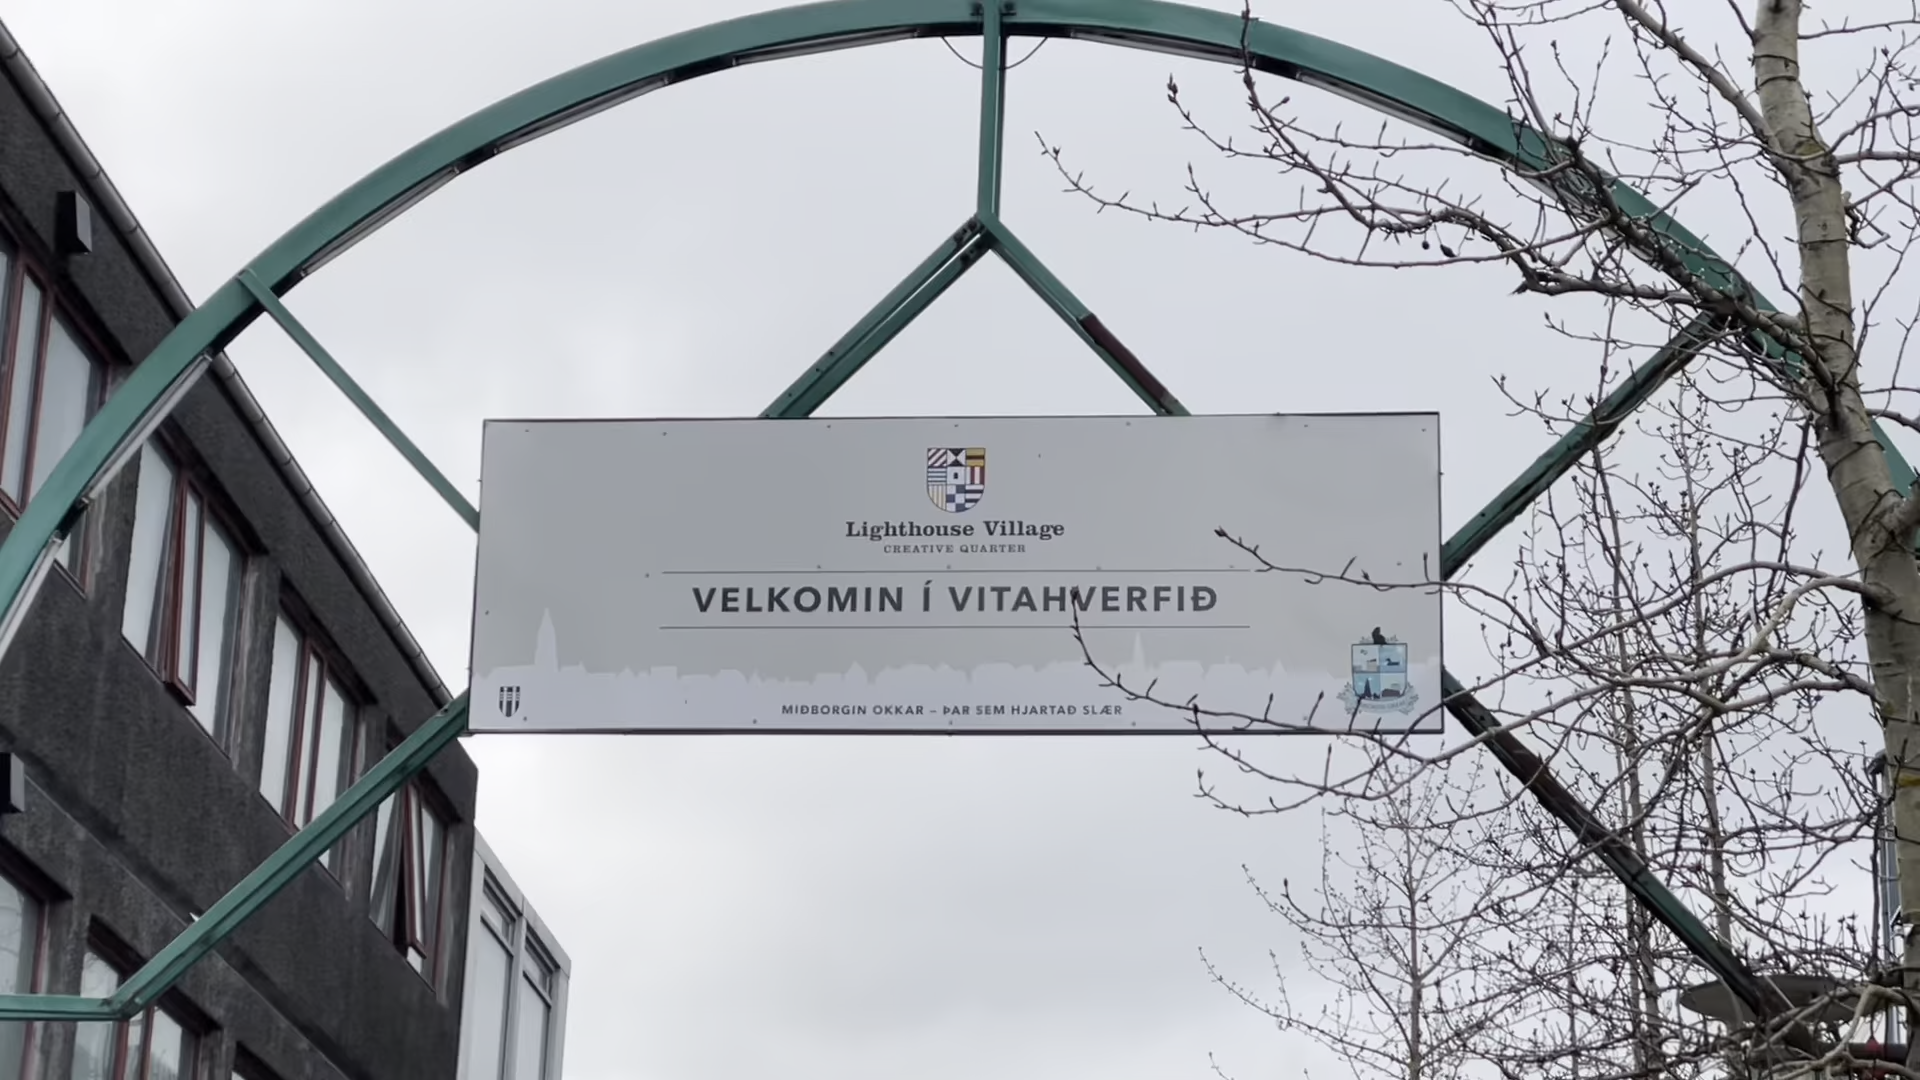 Lighthouse Village
CREATIVE QUARTER
VELKOMIN Í VITAHVERFIÐ
MIÐBORGIN OKKAR – ÞAR SEM HJARTAÐ SLÆR